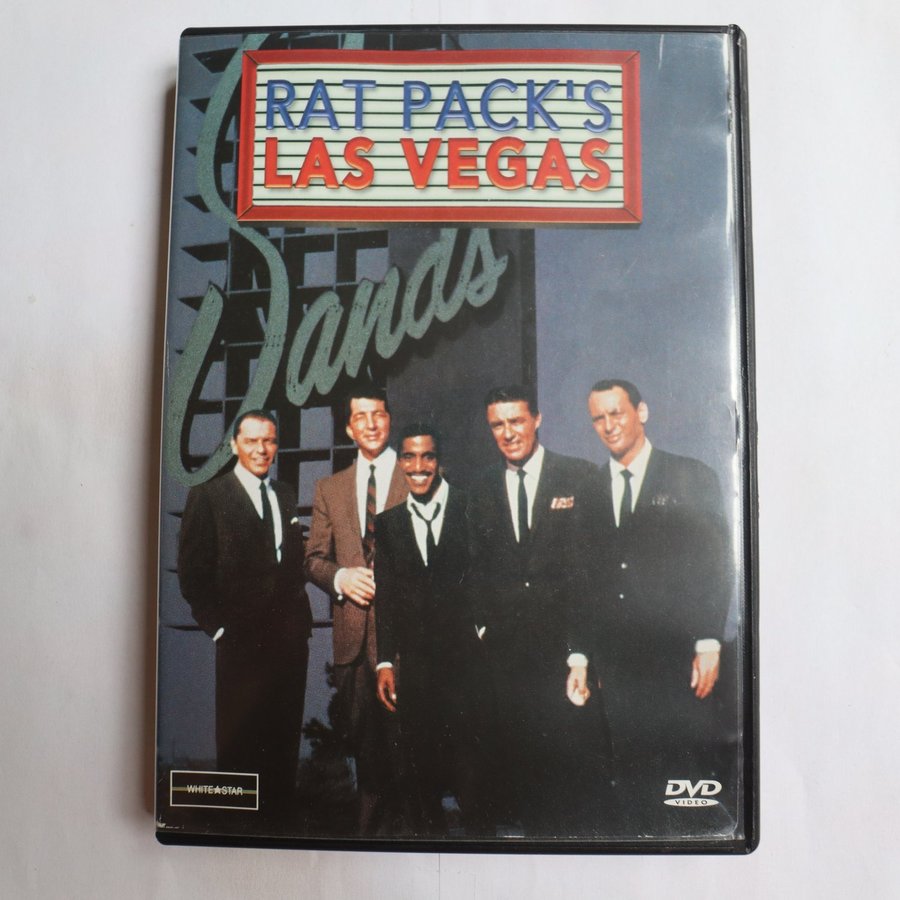 RAT PACK'S
LAS VEGAS
Sands
WHITE★STAR
DVD
VIDEO